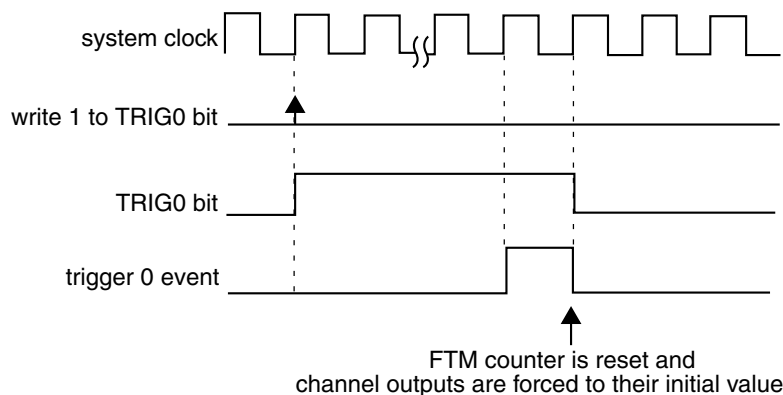 system clock
write 1 to TRIG0 bit
TRIG0 bit
trigger 0 event
FTM counter is reset and
channel outputs are forced to their initial value